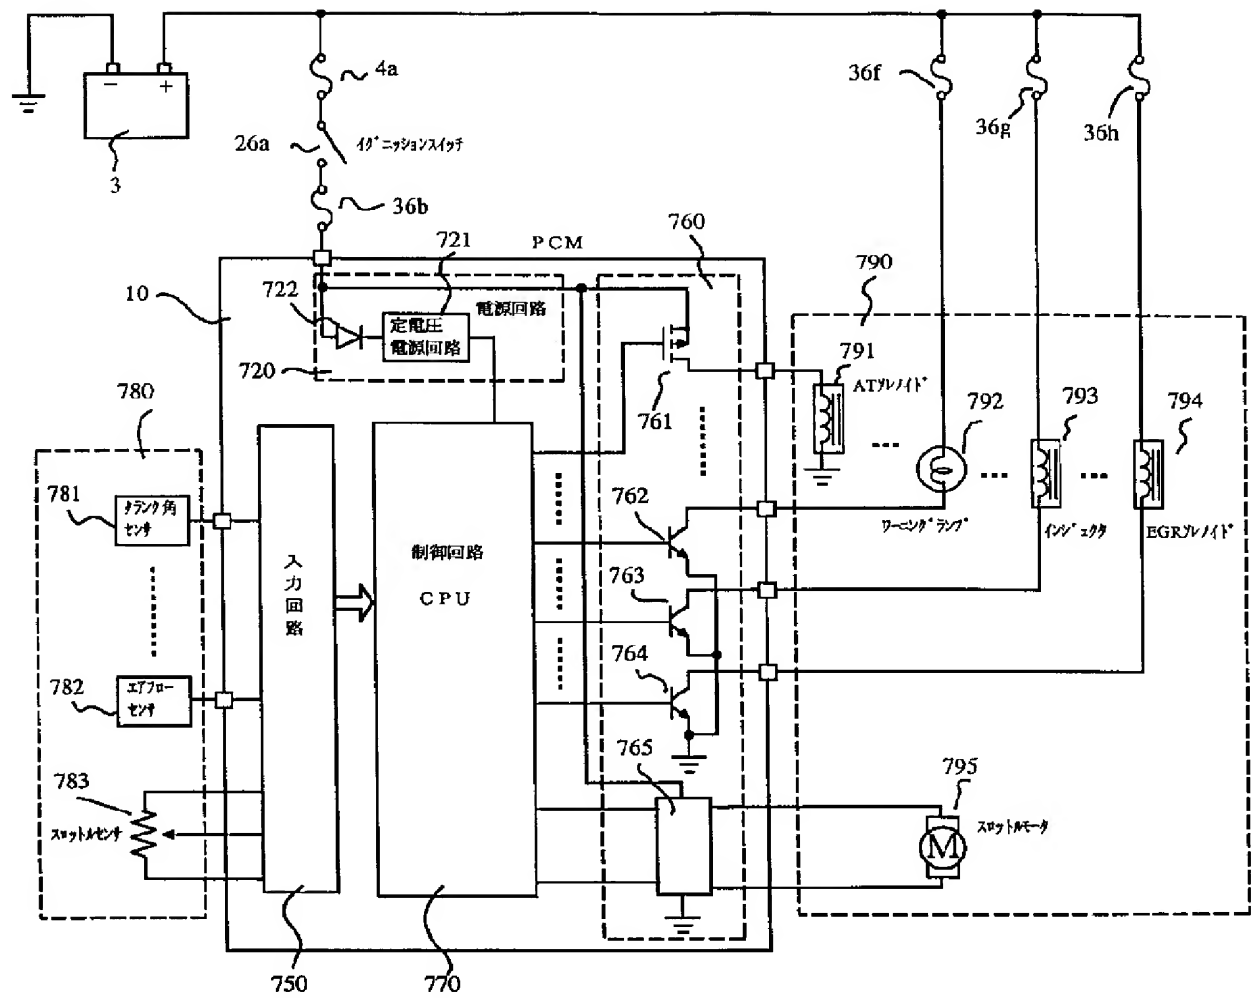 4a
36f
36g
36h
− +
3
26a
イグニッションスイッチ
36b
PCM
721
760
10
722
電源回路
定電圧
電源回路
720
761
790
791
ATソレノイド
792
793
794
780
781
クランク角
センサ
762
ワーニングランプ
インジェクタ
EGRソレノイド
入力回路
制御回路
CPU
763
764
782
エアフロー
センサ
765
783
スロットルセンサ
795
M
スロットルモータ
750
770